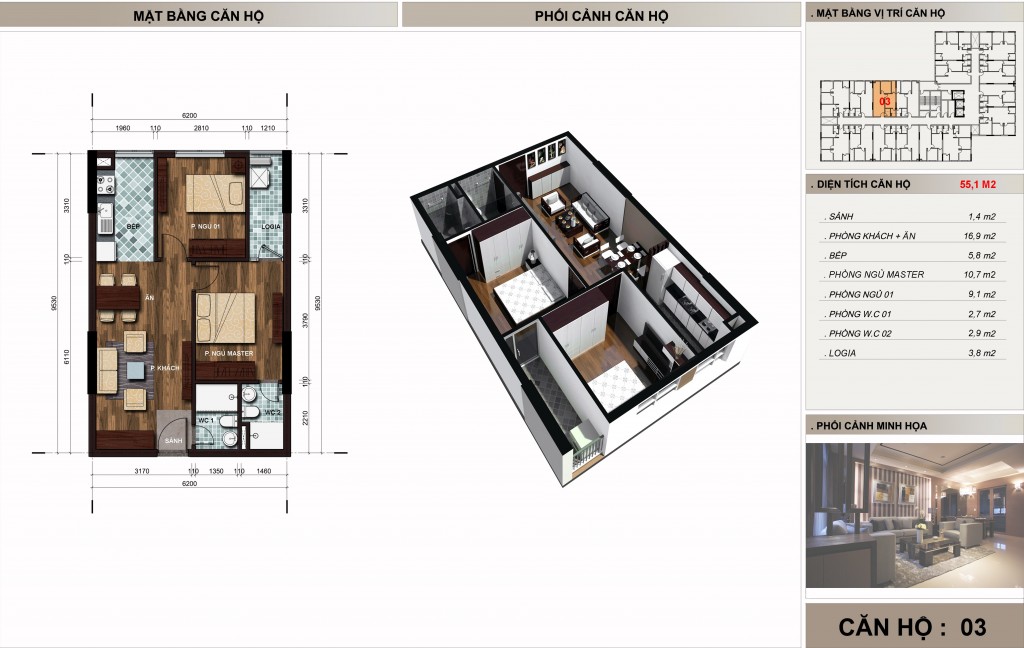 MẶT BẰNG CĂN HỘ
PHỐI CẢNH CĂN HỘ
. MẶT BẰNG VỊ TRÍ CĂN HỘ
03
6200
1960 110 2810 110 1210
3310
110
6110
9530
BẾP
P. NGỦ 01
LOGIA
ĂN
P. KHÁCH
P. NGỦ MASTER
WC 1
WC 2
SẢNH
3310
110
3790
110
2210
9530
3170 110 1350 110 1460
6200
. DIỆN TÍCH CĂN HỘ 55,1 M2
. SẢNH 1,4 m2
. PHÒNG KHÁCH + ĂN 16,9 m2
. BẾP 5,8 m2
. PHÒNG NGỦ MASTER 10,7 m2
. PHÒNG NGỦ 01 9,1 m2
. PHÒNG W.C 01 2,7 m2
. PHÒNG W.C 02 2,9 m2
. LOGIA 3,8 m2
. PHỐI CẢNH MINH HỌA
CĂN HỘ : 03